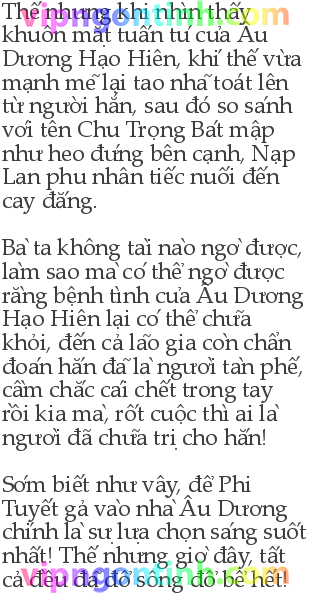 Thế nhưng khi nhìn thấy
vipngontinh.com
khuôn mặt tuấn tú của Âu
Dương Hạo Hiên, khí thế vừa
mạnh mẽ lại tao nhã toát lên
từ người hắn, sau đó so sánh
với tên Chu Trọng Bát mập
như heo đứng bên cạnh, Nạp
Lan phu nhân tiếc nuối đến
cay đắng.
Bà ta không tài nào ngờ được,
làm sao mà có thể ngờ được
rằng bệnh tình của Âu Dương
Hạo Hiên lại có thể chữa
khỏi, đến cả lão gia còn chẩn
đoán hắn đã là người tàn phế,
cầm chắc cái chết trong tay
rồi kia mà, rốt cuộc thì ai là
người đã chữa trị cho hắn!
Sớm biết như vây, để Phi
Tuyết gả vào nhà Âu Dương
chính là sự lựa chọn sáng suốt
nhất! Thế nhưng giờ đây, tất
cả đều đã đổ sông đổ bể hết!
vipngontinh.com